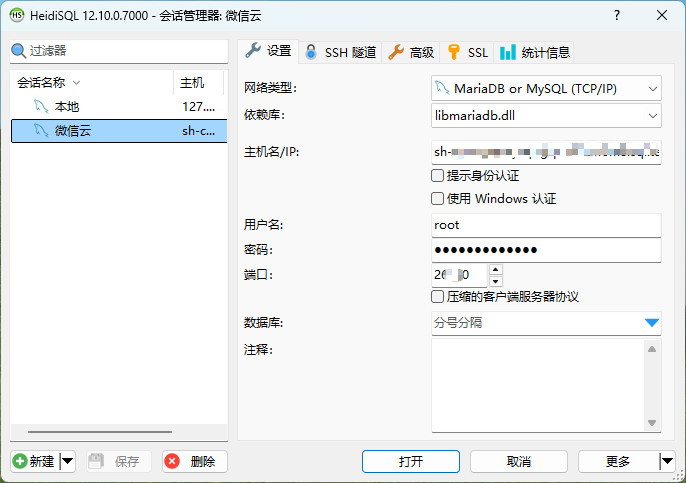 HeidiSQL 12.10.0.7000 - 会话管理器: 微信云
过滤器
会话名称 主机
本地 127....
微信云 sh-c...
设置 SSH 隧道 高级 SSL 统计信息
网络类型: MariaDB or MySQL (TCP/IP)
依赖库: libmariadb.dll
主机名/IP: sh-
提示身份认证
使用 Windows 认证
用户名: root
密码: ●●●●●●●●●●●●●
端口:
压缩的客户端服务器协议
数据库: 分号分隔
注释:
新建 保存 删除 打开 取消 更多